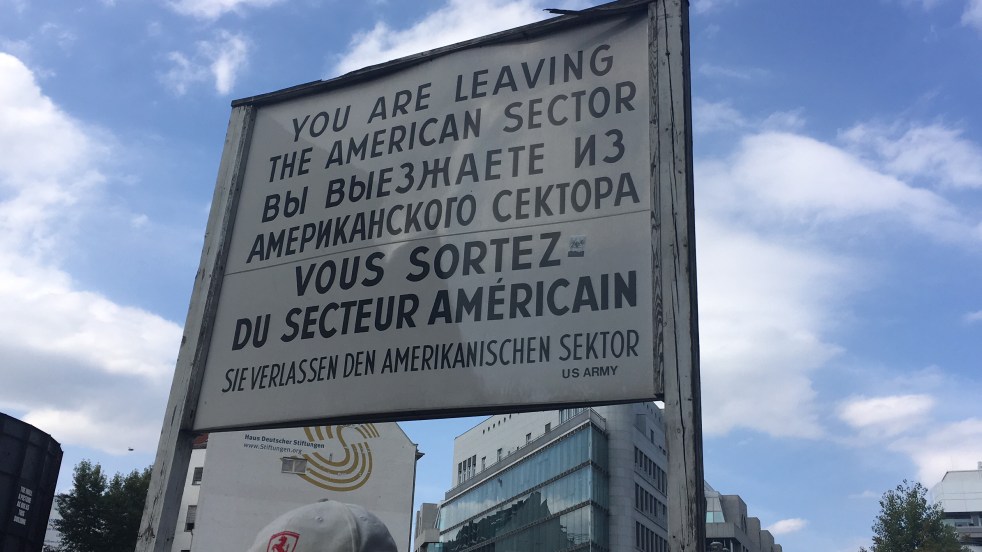 YOU ARE LEAVING
THE AMERICAN SECTOR
ВЫ ВЫЕЗЖАЕТЕ ИЗ
АМЕРИКАНСКОГО СЕКТОРА
VOUS SORTEZ
DU SECTEUR AMÉRICAIN
SIE VERLASSEN DEN AMERIKANISCHEN SEKTOR
US ARMY
Haus Deutscher Stiftungen
www.Stiftungen.org